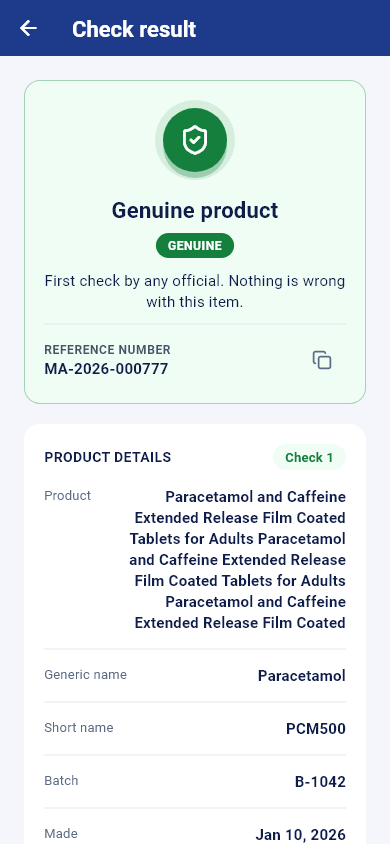 Check result
Genuine product
GENUINE
First check by any official. Nothing is wrong
with this item.
REFERENCE NUMBER
MA-2026-000777
PRODUCT DETAILS
Check 1
Product
Paracetamol and Caffeine
Extended Release Film Coated
Tablets for Adults Paracetamol
and Caffeine Extended Release
Film Coated Tablets for Adults
Paracetamol and Caffeine
Extended Release Film Coated
Generic name
Paracetamol
Short name
PCM500
Batch
B-1042
Made
Jan 10, 2026